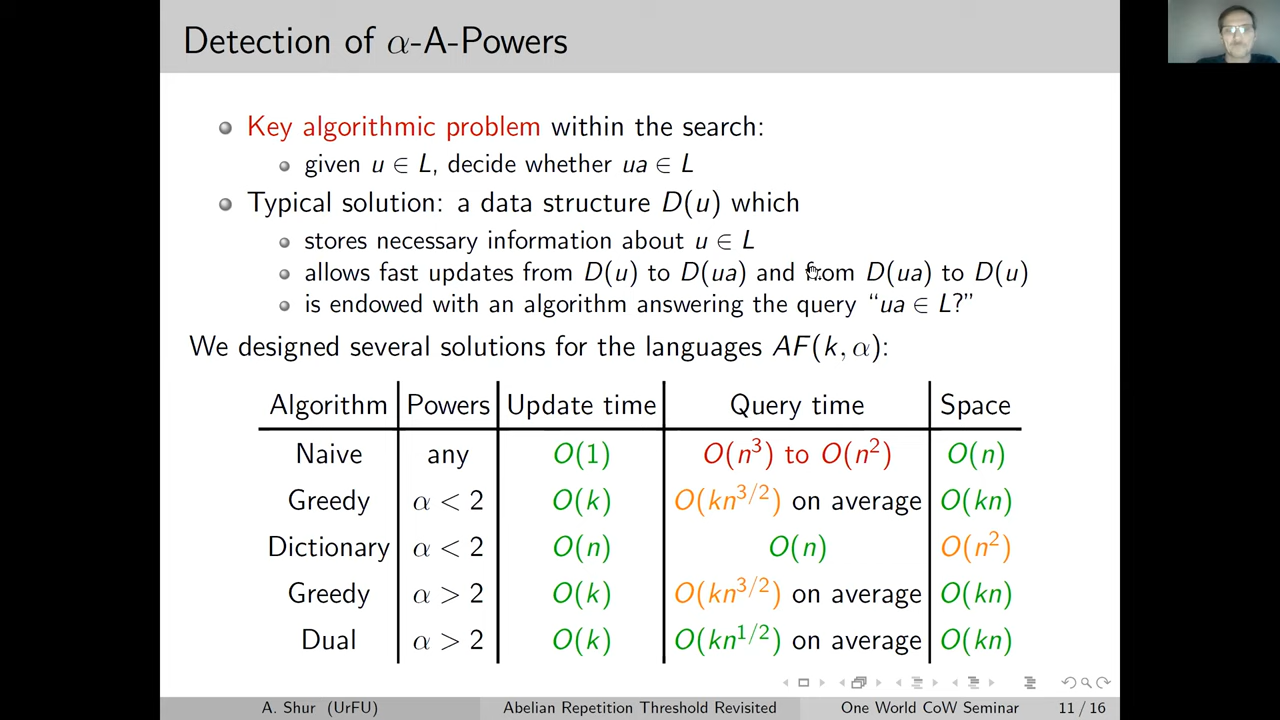 Detection of α-A-Powers
Key algorithmic problem within the search:
given u ∈ L, decide whether ua ∈ L
Typical solution: a data structure D(u) which
stores necessary information about u ∈ L
allows fast updates from D(u) to D(ua) and from D(ua) to D(u)
is endowed with an algorithm answering the query “ua ∈ L?”
We designed several solutions for the languages AF(k, α):
Algorithm Powers Update time Query time Space
Naive any O(1) O(n³) to O(n²) O(n)
Greedy α < 2 O(k) O(kn^{3/2}) on average O(kn)
Dictionary α < 2 O(n) O(n) O(n²)
Greedy α > 2 O(k) O(kn^{3/2}) on average O(kn)
Dual α > 2 O(k) O(kn^{1/2}) on average O(kn)
A. Shur (UrFU) Abelian Repetition Threshold Revisited One World CoW Seminar 11 / 16